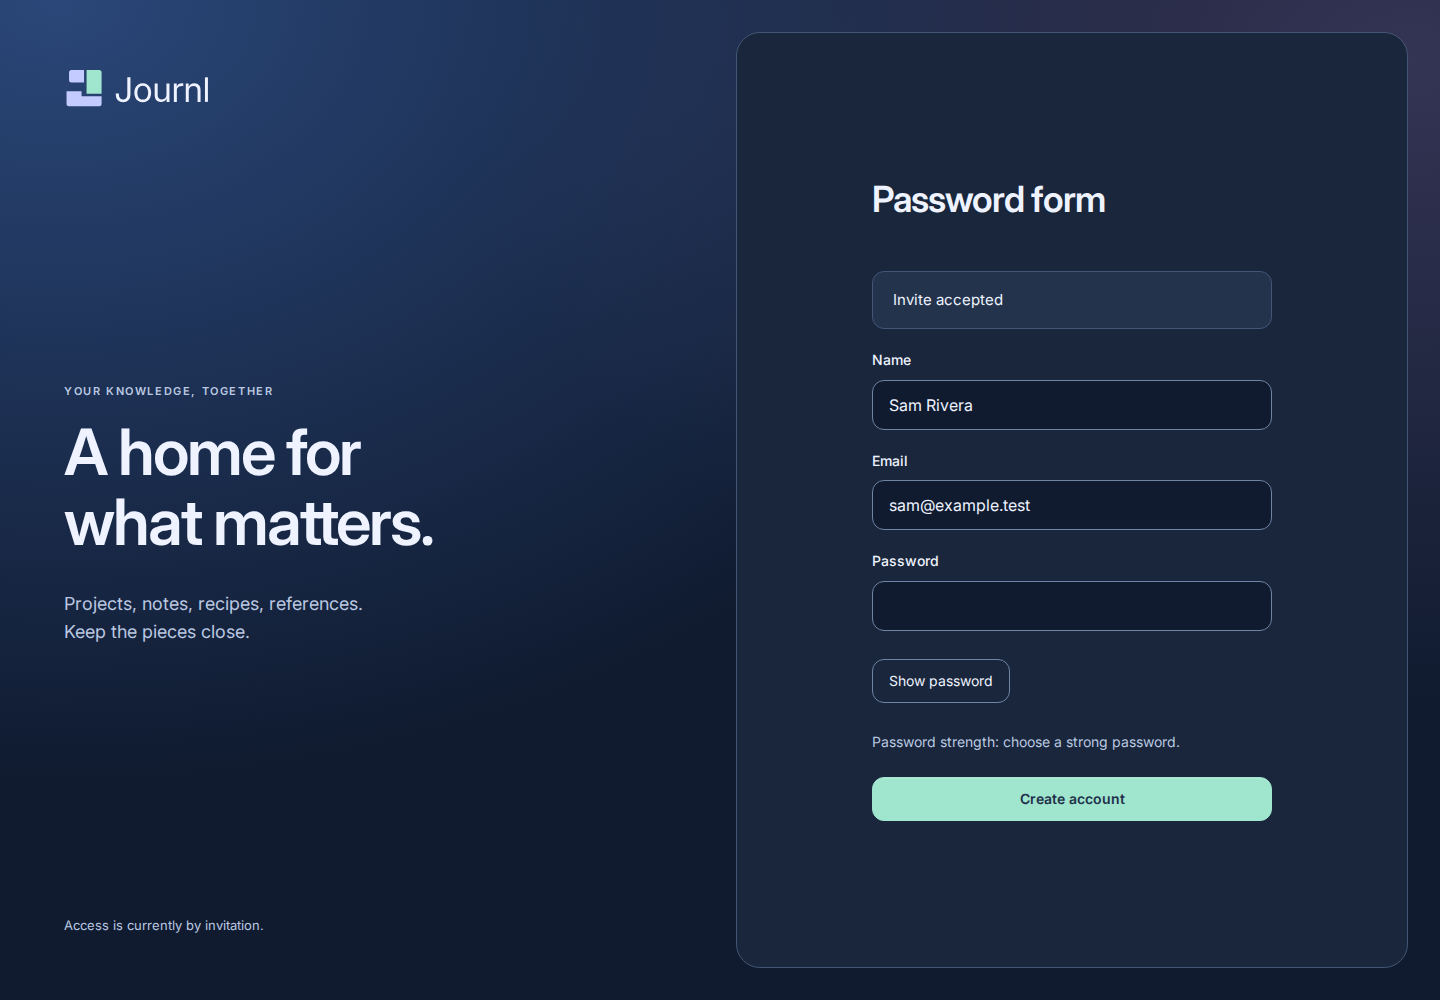 Journl
YOUR KNOWLEDGE, TOGETHER
A home for
what matters.
Projects, notes, recipes, references.
Keep the pieces close.
Access is currently by invitation.
Password form
Invite accepted
Name
Sam Rivera
Email
sam@example.test
Password
Show password
Password strength: choose a strong password.
Create account